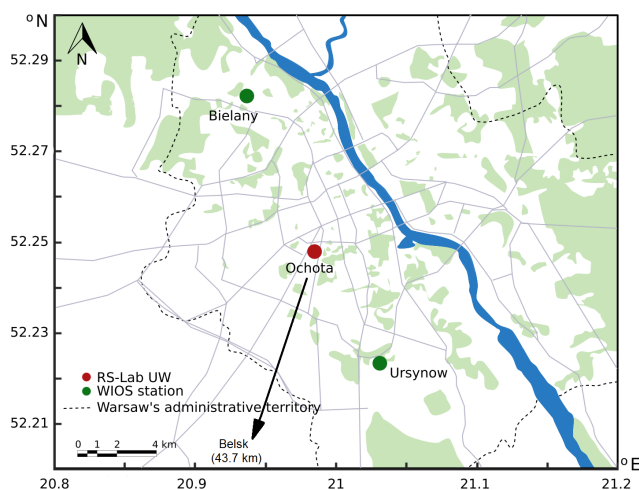 ° N
52.29
52.27
52.25
52.23
52.21
N
Bielany
Ochota
Ursynow
RS-Lab UW
WIOS station
Warsaw's administrative territory
0 1 2 4 km
Belsk
(43.7 km)
20.8 20.9 21 21.1 21.2
° E